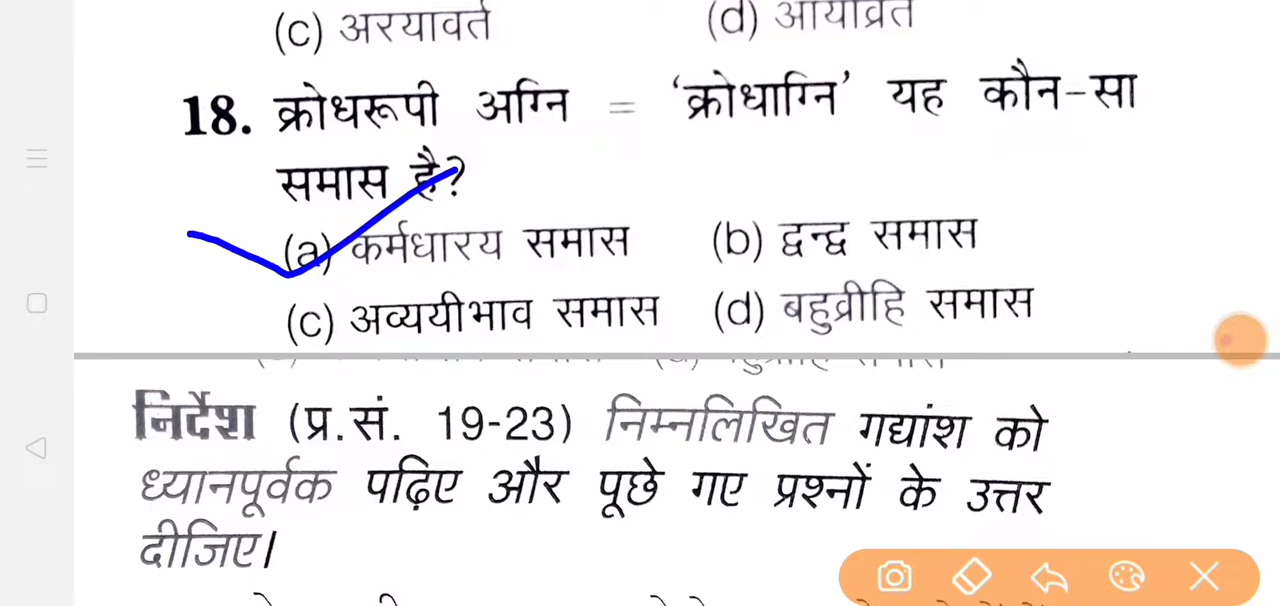 (c) अरयावर्त (d) आर्याव्रत
18. क्रोधरूपी अग्नि = ‘क्रोधाग्नि’ यह कौन-सा
समास है?
(a) कर्मधारय समास (b) द्वन्द्व समास
(c) अव्ययीभाव समास (d) बहुव्रीहि समास
निर्देश (प्र.सं. 19-23) निम्नलिखित गद्यांश को
ध्यानपूर्वक पढ़िए और पूछे गए प्रश्नों के उत्तर
दीजिए।